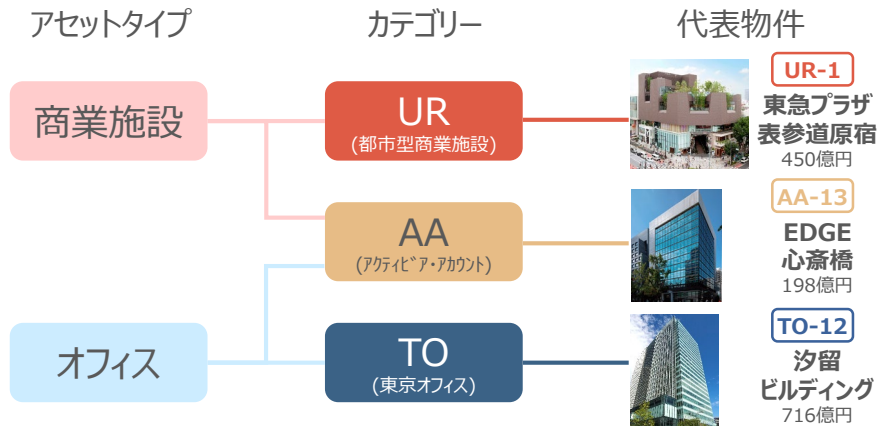 アセットタイプ
カテゴリー
代表物件
商業施設
UR
(都市型商業施設)
UR-1
東急プラザ
表参道原宿
450億円
AA
(アクティビア・アカウント)
AA-13
EDGE
心斎橋
198億円
オフィス
TO
(東京オフィス)
TO-12
汐留
ビルディング
716億円